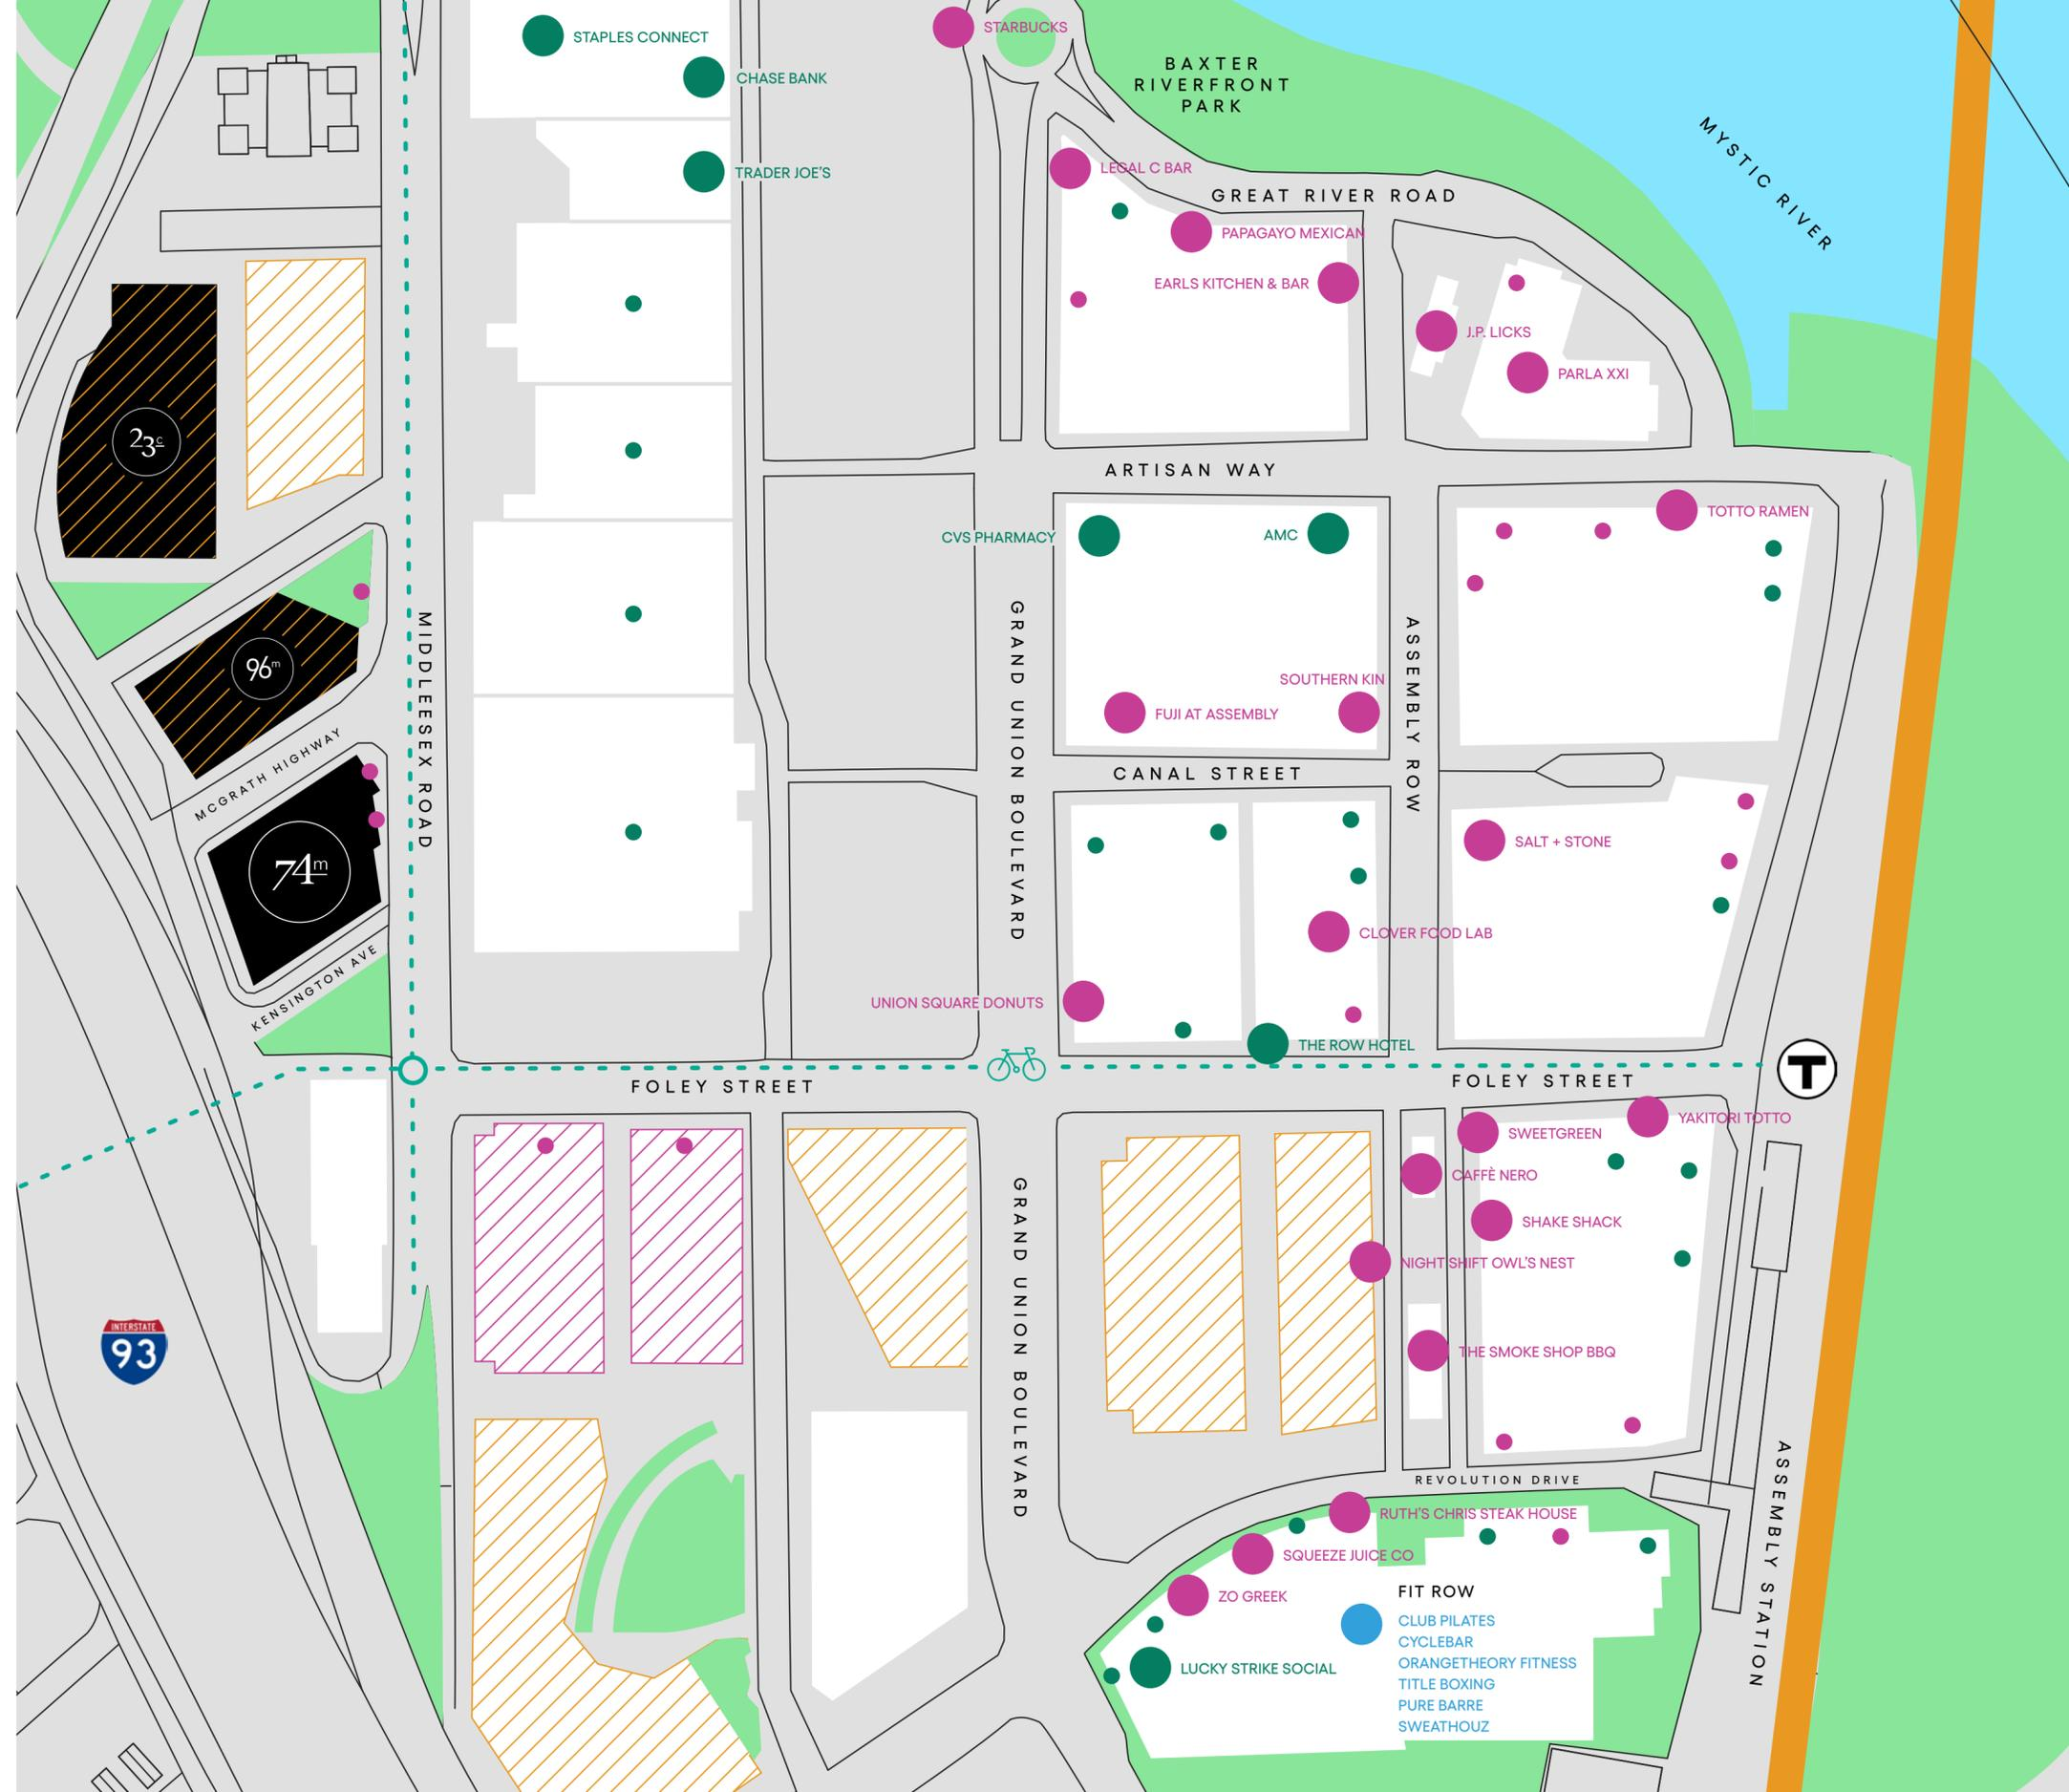 STARBUCKS
STAPLES CONNECT
CHASE BANK
BAXTER
RIVERFRONT
PARK
MYSTIC RIVER
TRADER JOE'S
LEGAL C BAR
GREAT RIVER ROAD
PAPAGAYO MEXICAN
EARLS KITCHEN & BAR
J.P. LICKS
PARLA XXI
23c
ARTISAN WAY
TOTTO RAMEN
CVS PHARMACY
AMC
96m
MIDDLEESEX ROAD
GRAND UNION BOULEVARD
ASSEMBLY ROW
SOUTHERN KIN
FUJI AT ASSEMBLY
MCGRATH HIGHWAY
CANAL STREET
74m
SALT + STONE
CLOVER FOOD LAB
KENSINGTON AVE
UNION SQUARE DONUTS
THE ROW HOTEL
T
FOLEY STREET
FOLEY STREET
YAKITORI TOTTO
SWEETGREEN
CAFFÈ NERO
SHAKE SHACK
NIGHT SHIFT OWL'S NEST
GRAND UNION BOULEVARD
INTERSTATE
93
THE SMOKE SHOP BBQ
REVOLUTION DRIVE
ASSEMBLY STATION
RUTH'S CHRIS STEAK HOUSE
SQUEEZE JUICE CO
ZO GREEK
FIT ROW
CLUB PILATES
CYCLEBAR
ORANGETHEORY FITNESS
TITLE BOXING
PURE BARRE
SWEATHOUZ
LUCKY STRIKE SOCIAL